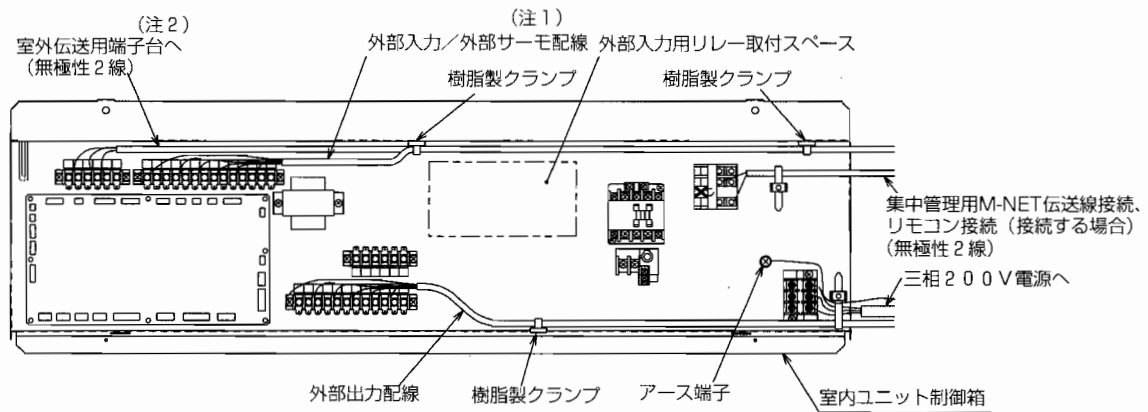 (注1)
(注2)
室外伝送用端子台へ
(無極性2線)
外部入力/外部サーモ配線
外部入力用リレー取付スペース
樹脂製クランプ
樹脂製クランプ
集中管理用M-NET伝送線接続、
リモコン接続(接続する場合)
(無極性2線)
三相200V電源へ
外部出力配線
樹脂製クランプ
アース端子
室内ユニット制御箱